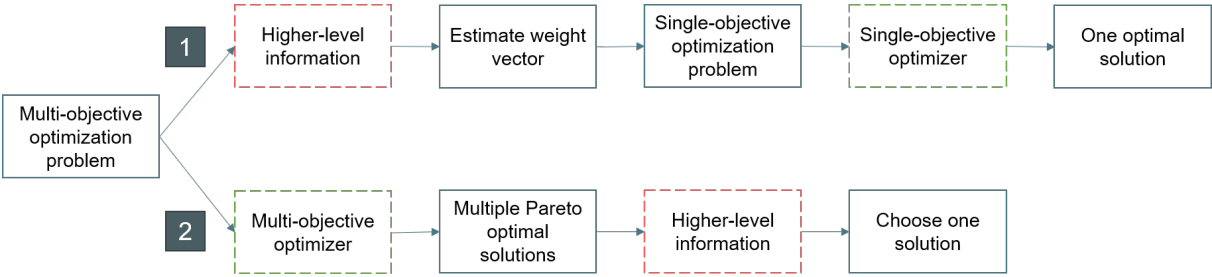 1
Higher-level
information
Estimate weight
vector
Single-objective
optimization
problem
Single-objective
optimizer
One optimal
solution
Multi-objective
optimization
problem
2
Multi-objective
optimizer
Multiple Pareto
optimal
solutions
Higher-level
information
Choose one
solution